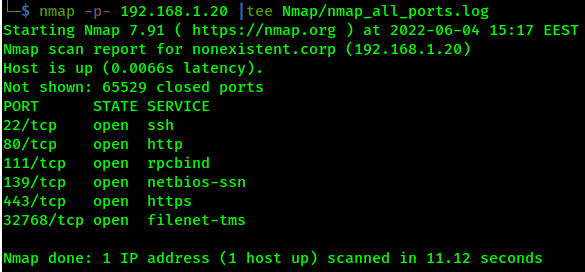 └─$ nmap -p- 192.168.1.20 |tee Nmap/nmap_all_ports.log
Starting Nmap 7.91 ( https://nmap.org ) at 2022-06-04 15:17 EEST
Nmap scan report for nonexistent.corp (192.168.1.20)
Host is up (0.0066s latency).
Not shown: 65529 closed ports
PORT      STATE SERVICE
22/tcp    open  ssh
80/tcp    open  http
111/tcp   open  rpcbind
139/tcp   open  netbios-ssn
443/tcp   open  https
32768/tcp open  filenet-tms

Nmap done: 1 IP address (1 host up) scanned in 11.12 seconds